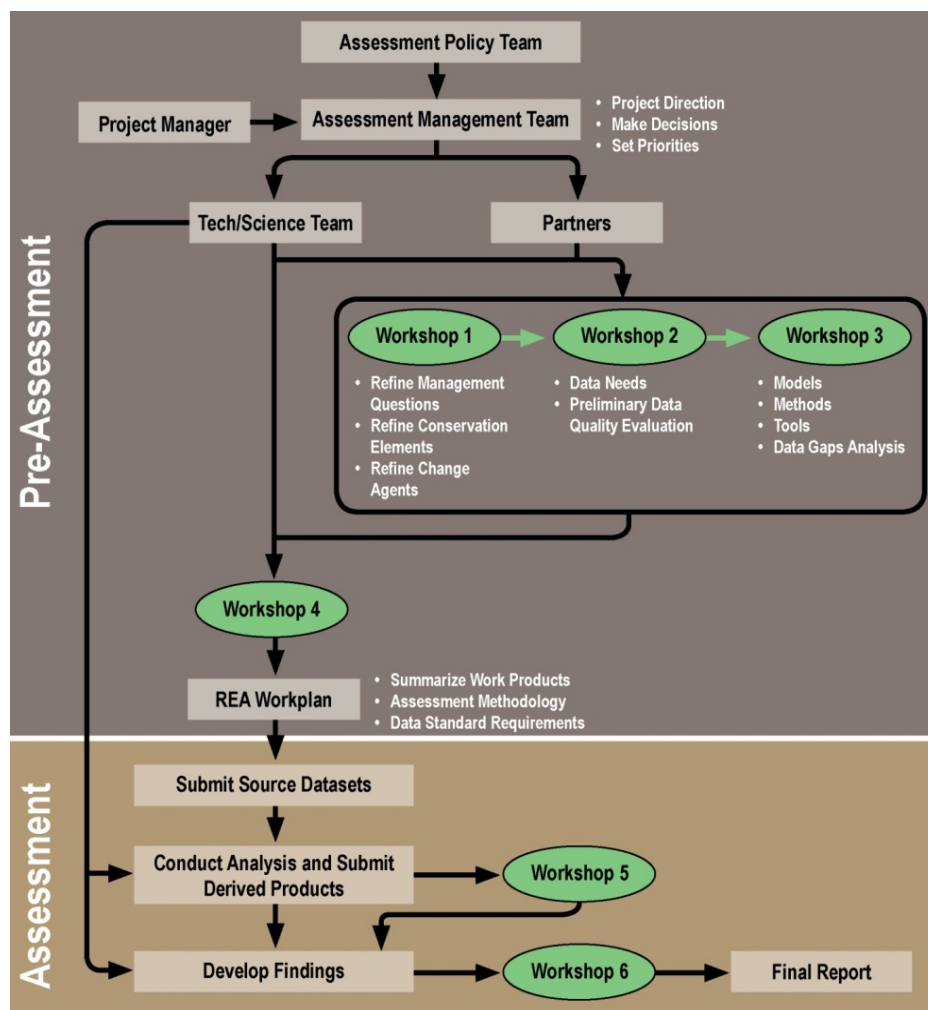 Assessment Policy Team
Project Manager
Assessment Management Team
• Project Direction
• Make Decisions
• Set Priorities
Tech/Science Team
Partners
Pre-Assessment
Workshop 1
Workshop 2
Workshop 3
• Refine Management
Questions
• Refine Conservation
Elements
• Refine Change
Agents
• Data Needs
• Preliminary Data
Quality Evaluation
• Models
• Methods
• Tools
• Data Gaps Analysis
Workshop 4
REA Workplan
• Summarize Work Products
• Assessment Methodology
• Data Standard Requirements
Assessment
Submit Source Datasets
Conduct Analysis and Submit
Derived Products
Workshop 5
Develop Findings
Workshop 6
Final Report